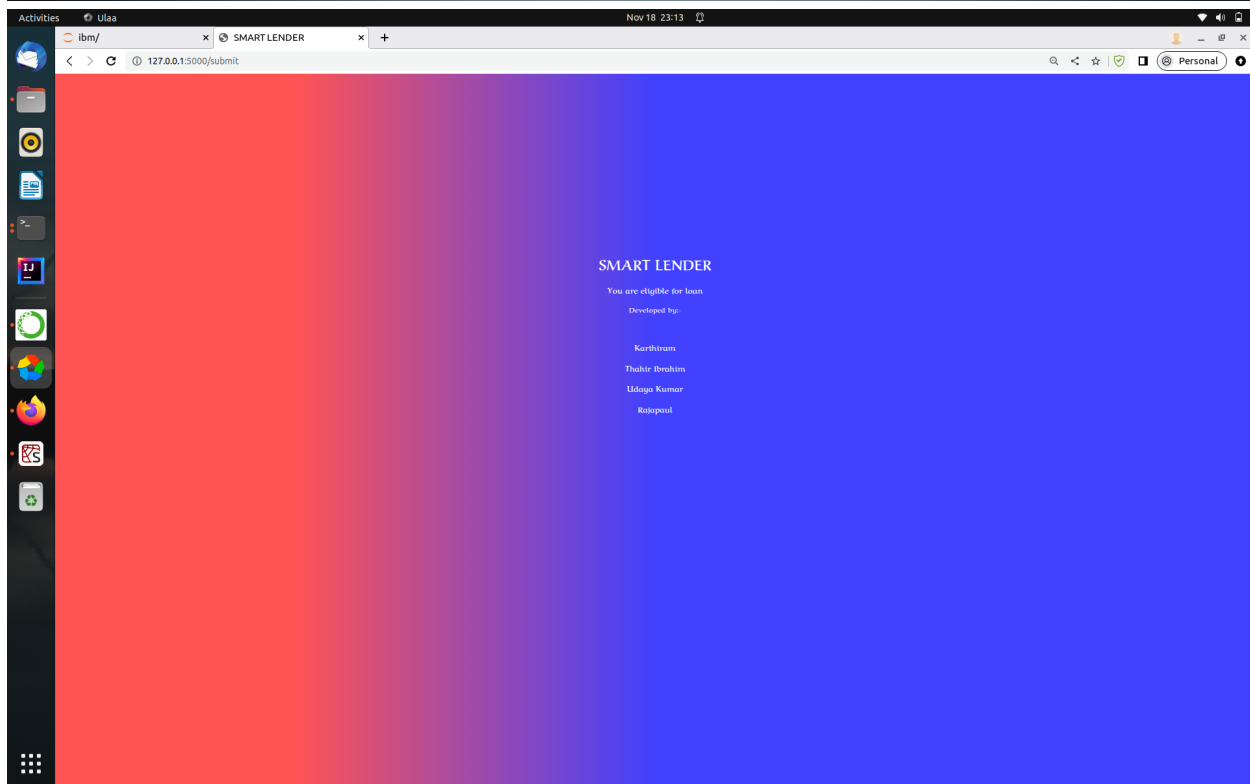 Activities Ulaa Nov 18 23:13
ibm/ × SMART LENDER × +
127.0.0.1:5000/submit Personal
SMART LENDER
You are eligible for loan
Developed by:-
Karthiram
Thahir Ibrahim
Udaya Kumar
Rajapaul
>_
IJ